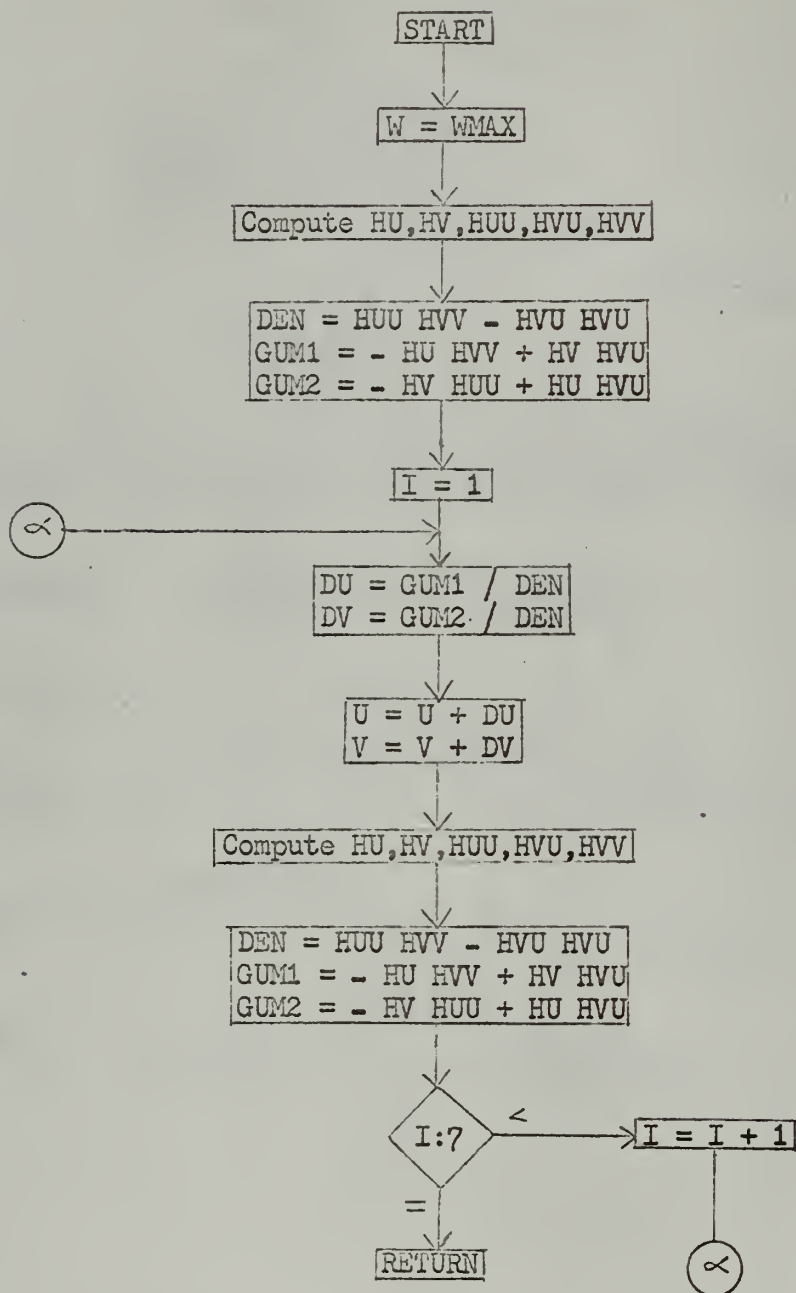 START
W = WMAX
Compute HU,HV,HUU,HVU,HVV
DEN = HUU HVV - HVU HVU
GUM1 = - HU HVV + HV HVU
GUM2 = - HV HUU + HU HVU
I = 1
∝
DU = GUM1 / DEN
DV = GUM2 / DEN
U = U + DU
V = V + DV
Compute HU,HV,HUU,HVU,HVV
DEN = HUU HVV - HVU HVU
GUM1 = - HU HVV + HV HVU
GUM2 = - HV HUU + HU HVU
I:7
<
I = I + 1
=
RETURN
∝